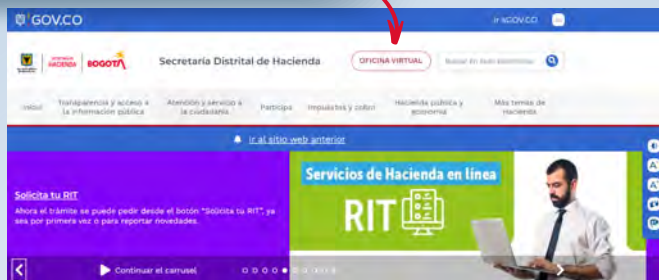 GOV.CO
Ir a GOV.CO
HACIENDA
BOGOTÁ
Secretaría Distrital de Hacienda
OFICINA VIRTUAL
Inicio
Transparencia y acceso a
la información pública
Atención y servicio a
la ciudadanía
Participa
Impuestos y cobro
Hacienda pública y
economía
Más temas de
Hacienda
Ir al sitio web anterior
Servicios de Hacienda en línea
RIT
Solicita tu RIT
Ahora el trámite se puede pedir desde el botón "Solicita tu RIT", ya
sea por primera vez o para reportar novedades.
Continuar el carrusel